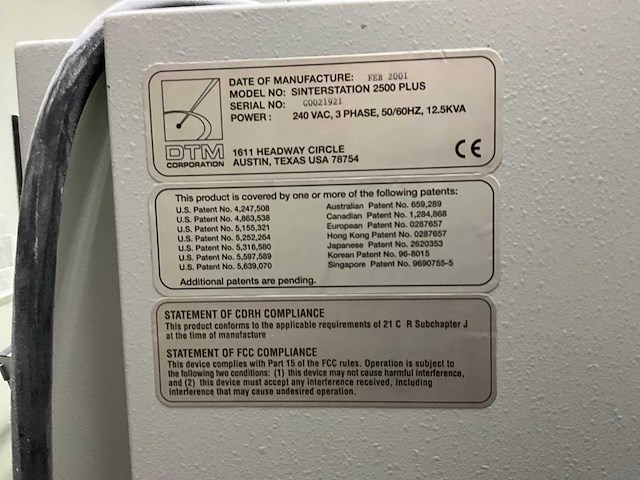 DATE OF MANUFACTURE: FEB 2001
MODEL NO: SINTERSTATION 2500 PLUS
SERIAL NO: G0021921
POWER: 240 VAC, 3 PHASE, 50/60HZ, 12.5KVA
DTM
CORPORATION
1611 HEADWAY CIRCLE
AUSTIN, TEXAS USA 78754
CE
This product is covered by one or more of the following patents:
U.S. Patent No. 4,247,508
U.S. Patent No. 4,863,538
U.S. Patent No. 5,155,321
U.S. Patent No. 5,252,264
U.S. Patent No. 5,316,580
U.S. Patent No. 5,597,589
U.S. Patent No. 5,639,070
Australian Patent No. 659,289
Canadian Patent No. 1,284,868
European Patent No. 0287657
Hong Kong Patent No. 0287657
Japanese Patent No. 2620353
Korean Patent No. 96-8015
Singapore Patent No. 9690755-5
Additional patents are pending.
STATEMENT OF CDRH COMPLIANCE
This product conforms to the applicable requirements of 21 C R Subchapter J
at the time of manufacture
STATEMENT OF FCC COMPLIANCE
This device complies with Part 15 of the FCC rules. Operation is subject to
the following two conditions: (1) this device may not cause harmful interference,
and (2) this device must accept any interference received, including
interference that may cause undesired operation.